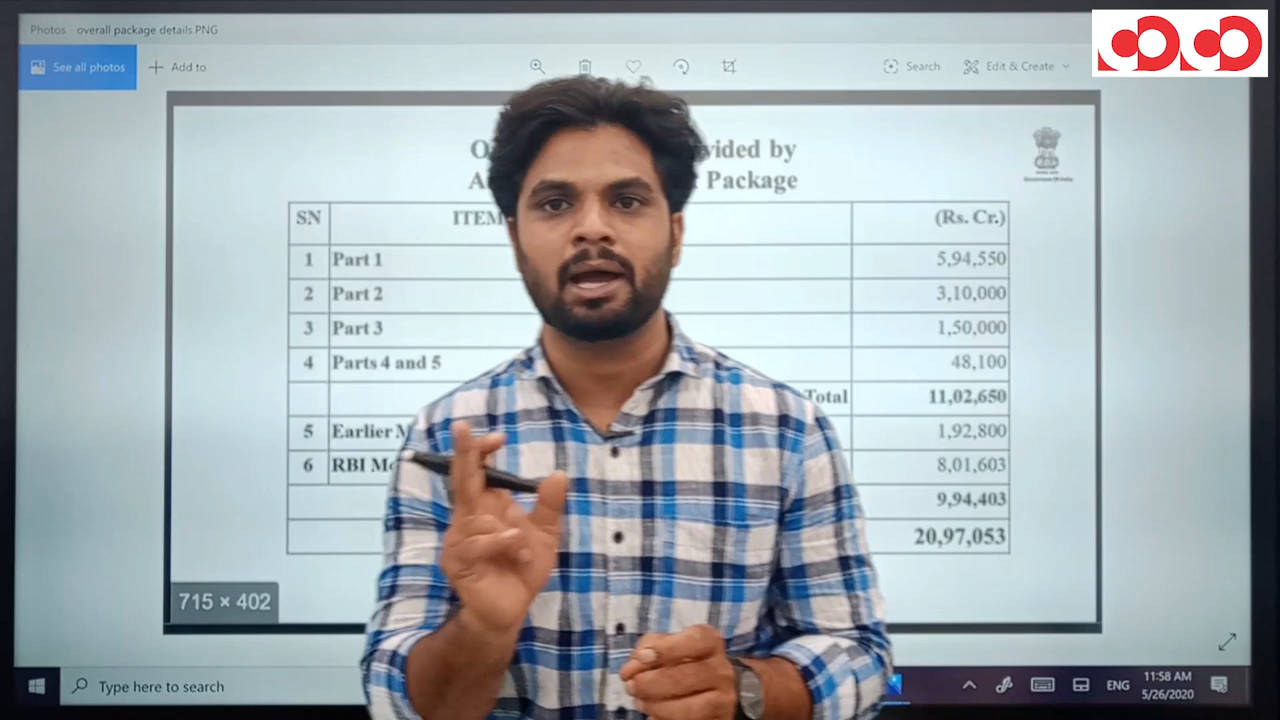 Photos - overall package details.PNG
See all photos
Add to
Search
Edit & Create
vided by
Package
Government Of India
SN ITEM (Rs. Cr.)
1 Part 1 5,94,550
2 Part 2 3,10,000
3 Part 3 1,50,000
4 Parts 4 and 5 48,100
Total 11,02,650
5 Earlier M 1,92,800
6 RBI Mo 8,01,603
9,94,403
20,97,053
715 × 402
Type here to search
ENG
11:58 AM
5/26/2020